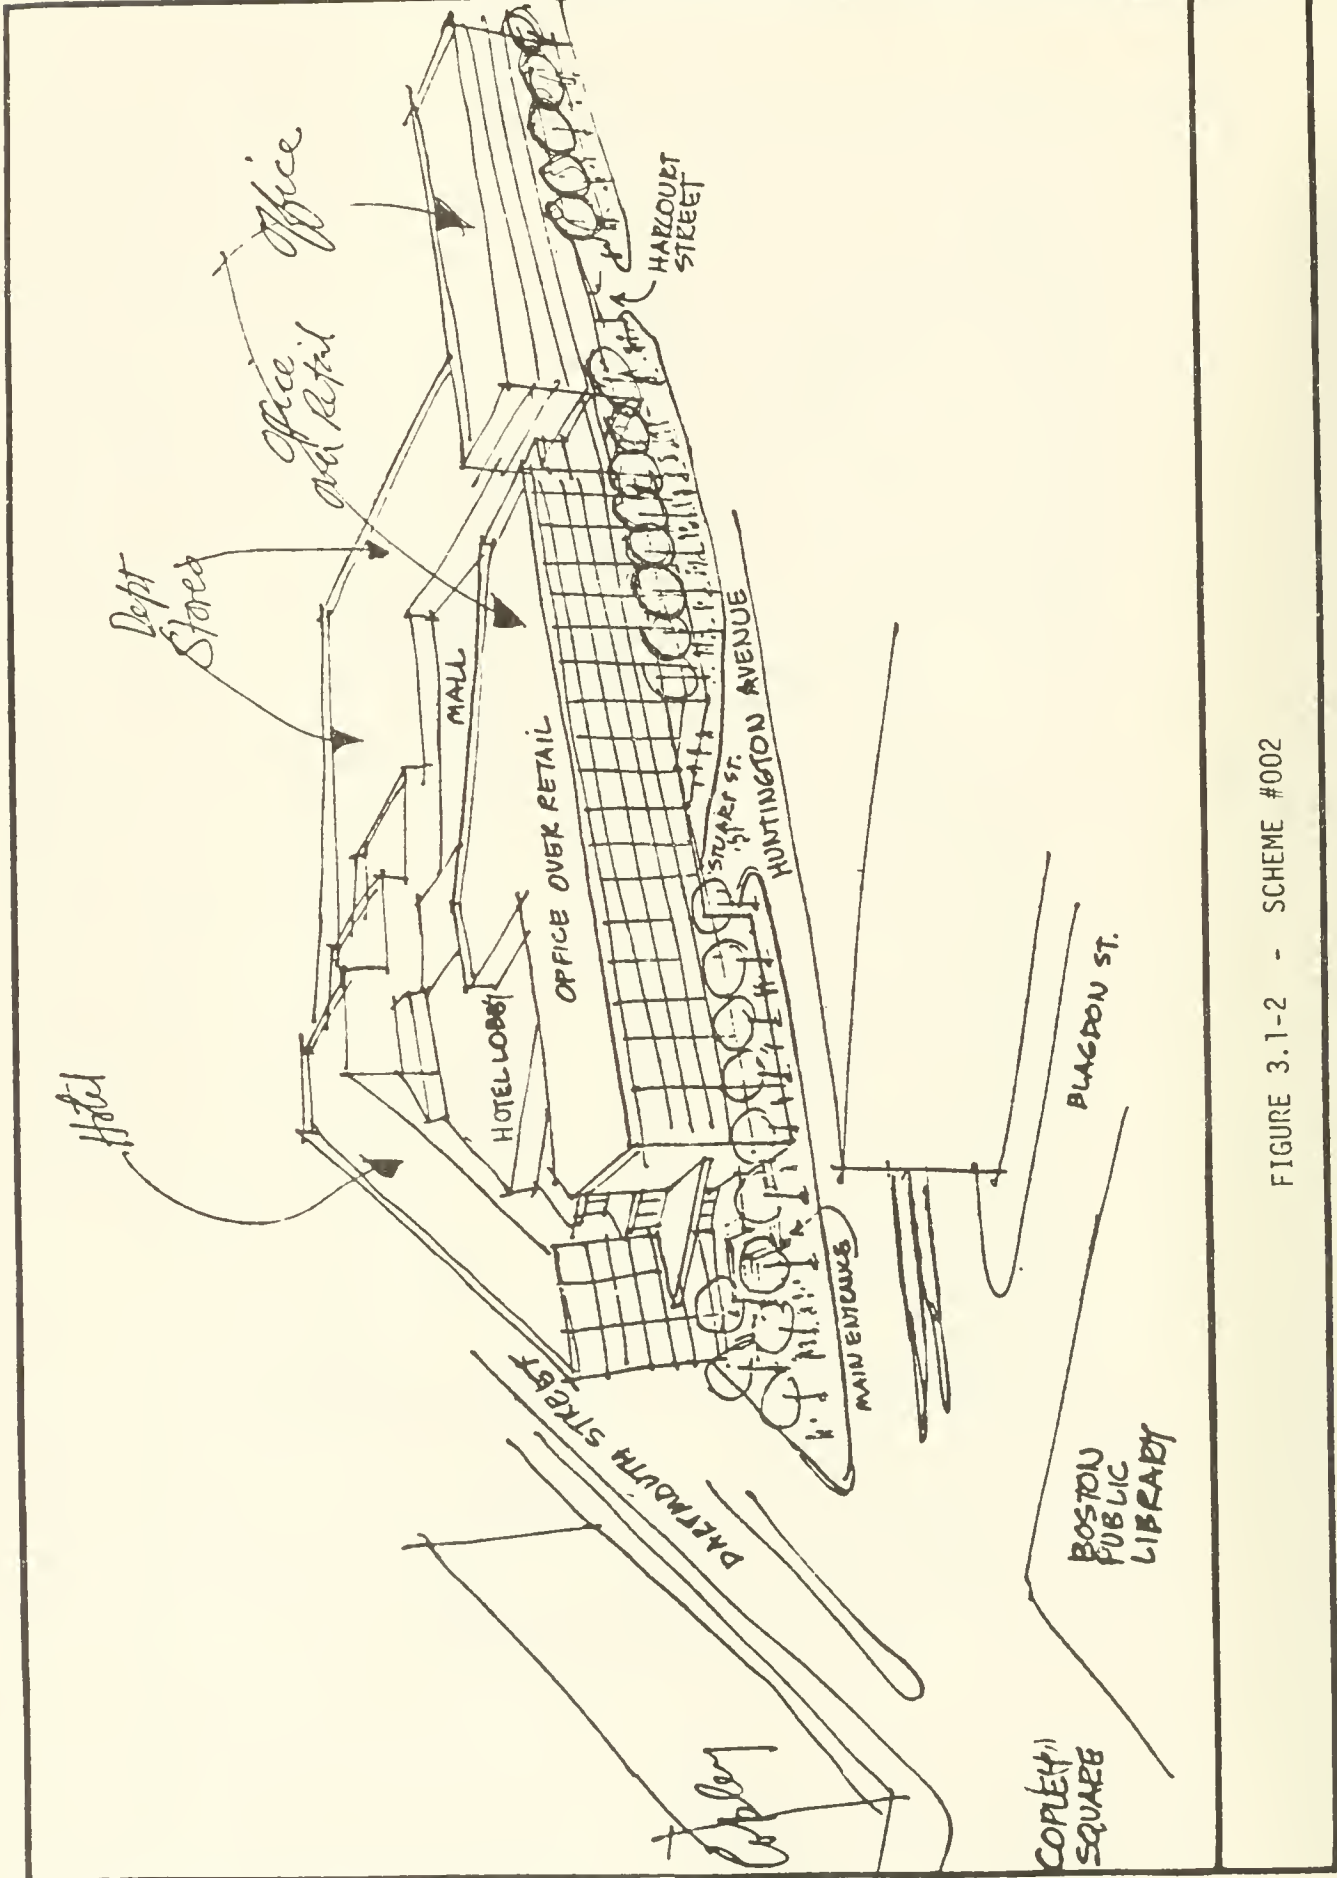 Hotel
Dept
Stores
Office
over Retail
Office
MALL
HOTEL LOBBY
OFFICE OVER RETAIL
HARCOURT
STREET
STUART ST.
HUNTINGTON AVENUE
DARTMOUTH STREET
MAIN ENTRANCE
BLAGDON ST.
Copley
COPLEY
SQUARE
BOSTON
PUBLIC
LIBRARY
FIGURE 3.1-2 - SCHEME #002